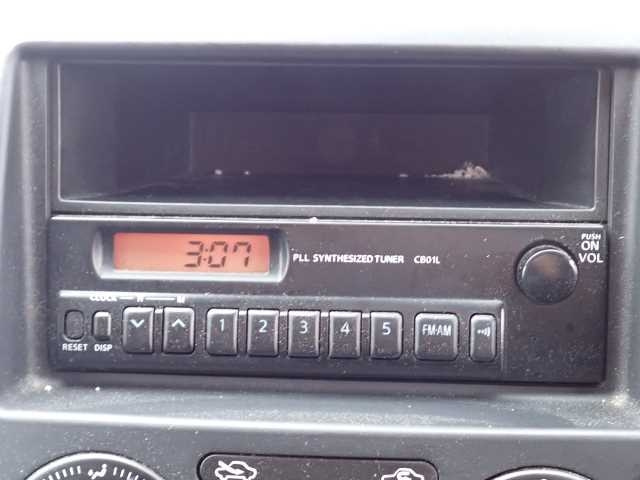 3:07
PLL SYNTHESIZED TUNER CB01L
PUSH
ON
VOL
CLOCK H M
RESET DISP
1 2 3 4 5 FM·AM